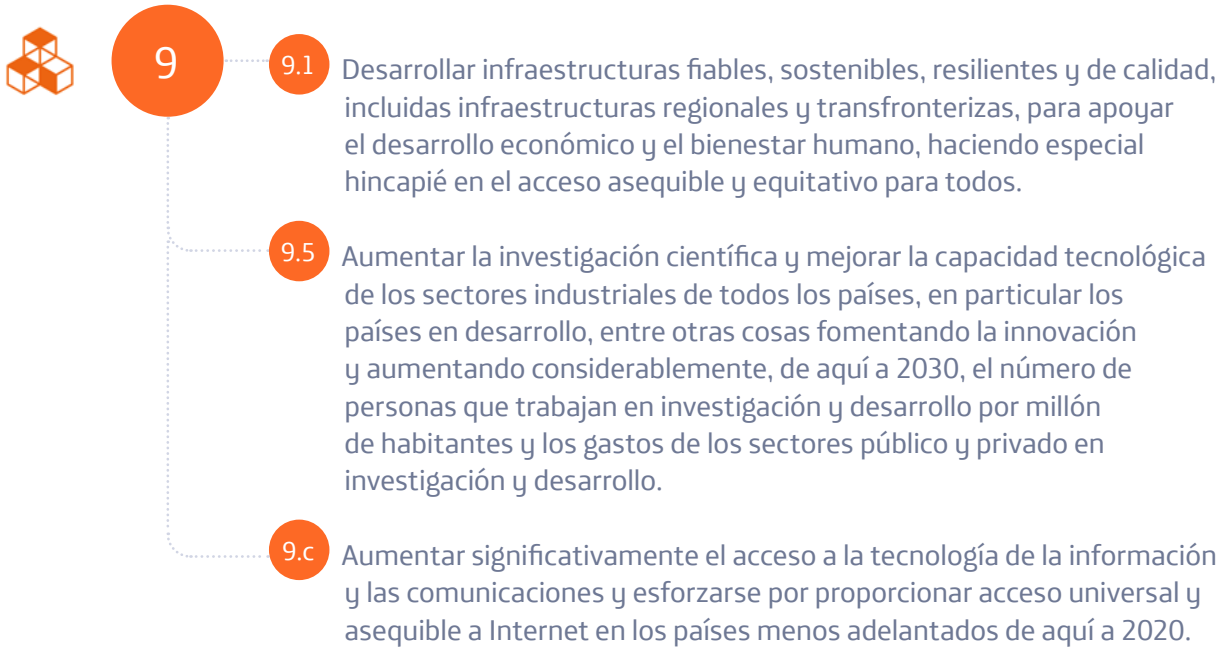 9
9.1
Desarrollar infraestructuras fiables, sostenibles, resilientes y de calidad,
incluidas infraestructuras regionales y transfronterizas, para apoyar
el desarrollo económico y el bienestar humano, haciendo especial
hincapié en el acceso asequible y equitativo para todos.
9.5
Aumentar la investigación científica y mejorar la capacidad tecnológica
de los sectores industriales de todos los países, en particular los
países en desarrollo, entre otras cosas fomentando la innovación
y aumentando considerablemente, de aquí a 2030, el número de
personas que trabajan en investigación y desarrollo por millón
de habitantes y los gastos de los sectores público y privado en
investigación y desarrollo.
9.c
Aumentar significativamente el acceso a la tecnología de la información
y las comunicaciones y esforzarse por proporcionar acceso universal y
asequible a Internet en los países menos adelantados de aquí a 2020.